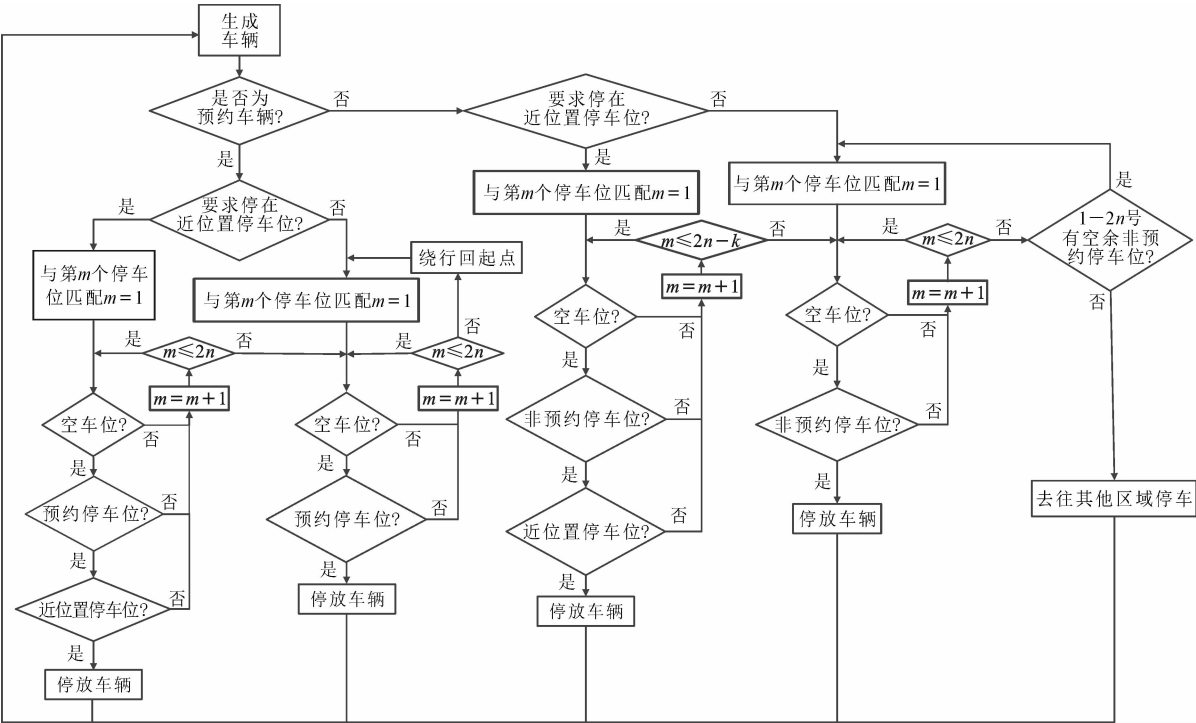 生成
车辆
是否为
预约车辆?
否
要求停在
近位置停车位?
否
是
是
与第m个停车位匹配m=1
与第m个停车位匹配m=1
是
要求停在
近位置停车位?
是
否
1-2n号
有空余非预
约停车位?
否
是
m≤2n-k
否
是
m≤2n
否
绕行回起点
与第m个停车
位匹配m=1
与第m个停车位匹配m=1
m=m+1
m=m+1
空车位?
否
空车位?
否
否
是
m≤2n
否
是
m≤2n
是
是
m=m+1
m=m+1
空车位?
否
空车位?
否
非预约停车位?
否
非预约停车位?
否
是
是
是
是
预约停车位?
否
预约停车位?
否
近位置停车位?
否
停放车辆
去往其他区域停车
是
是
是
近位置停车位?
否
停放车辆
停放车辆
是
停放车辆